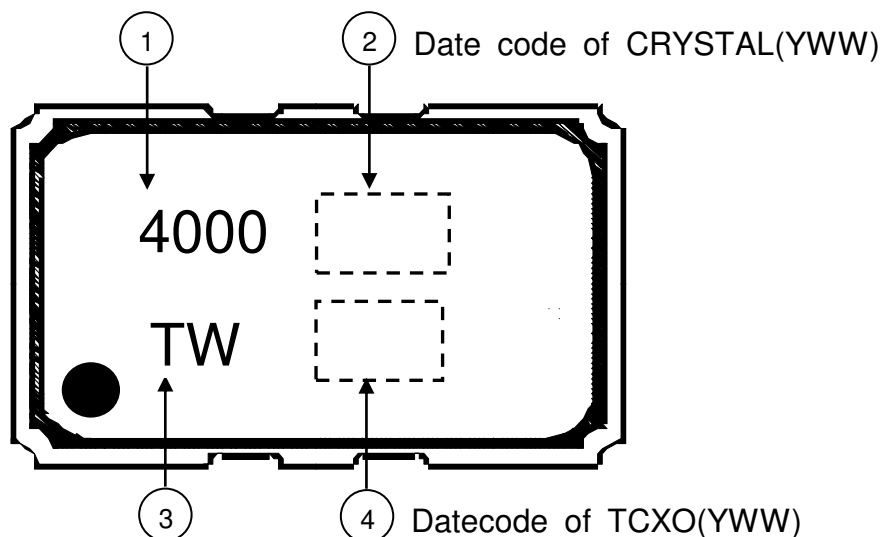 1
2 Date code of CRYSTAL(YWW)
4000
TW
3
4 Datecode of TCXO(YWW)